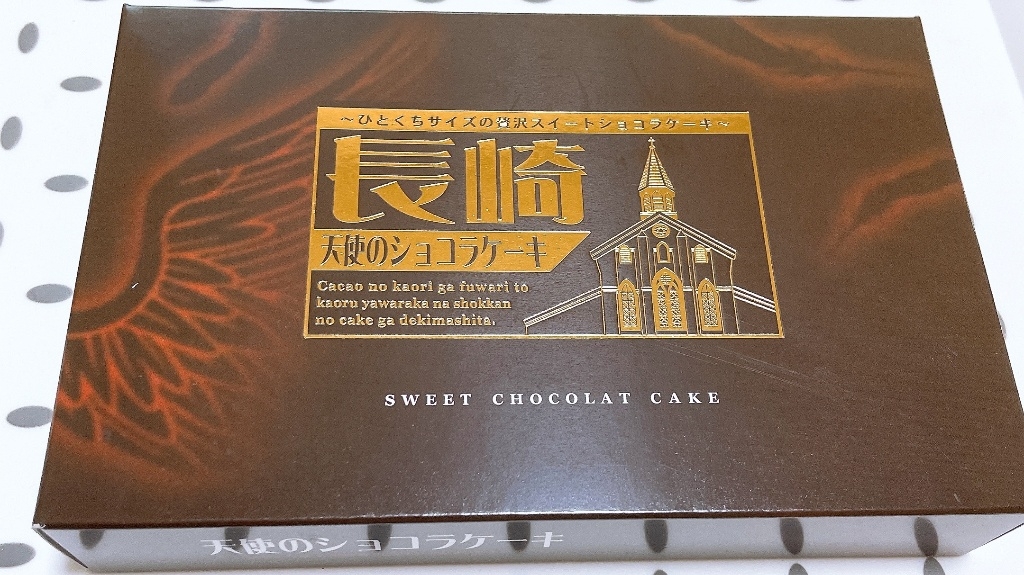 ～ひとくちサイズの贅沢スイートショコラケーキ～
長崎
天使のショコラケーキ
Cacao no kaori ga fuwari to
kaoru yawaraka na shokkan
no cake ga dekimashita.
SWEET CHOCOLAT CAKE
天使のショコラケーキ